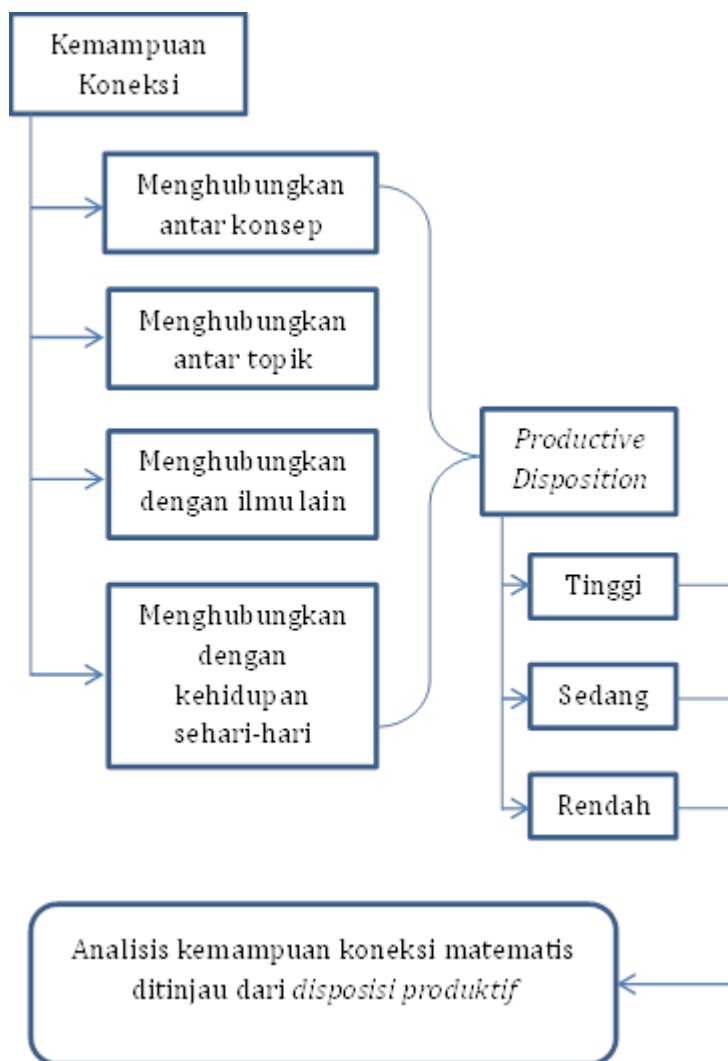 Kemampuan
Koneksi
Menghubungkan
antar konsep
Menghubungkan
antar topik
Menghubungkan
dengan ilmu lain
Menghubungkan
dengan
kehidupan
sehari-hari
Productive
Disposition
Tinggi
Sedang
Rendah
Analisis kemampuan koneksi matematis
ditinjau dari disposisi produktif